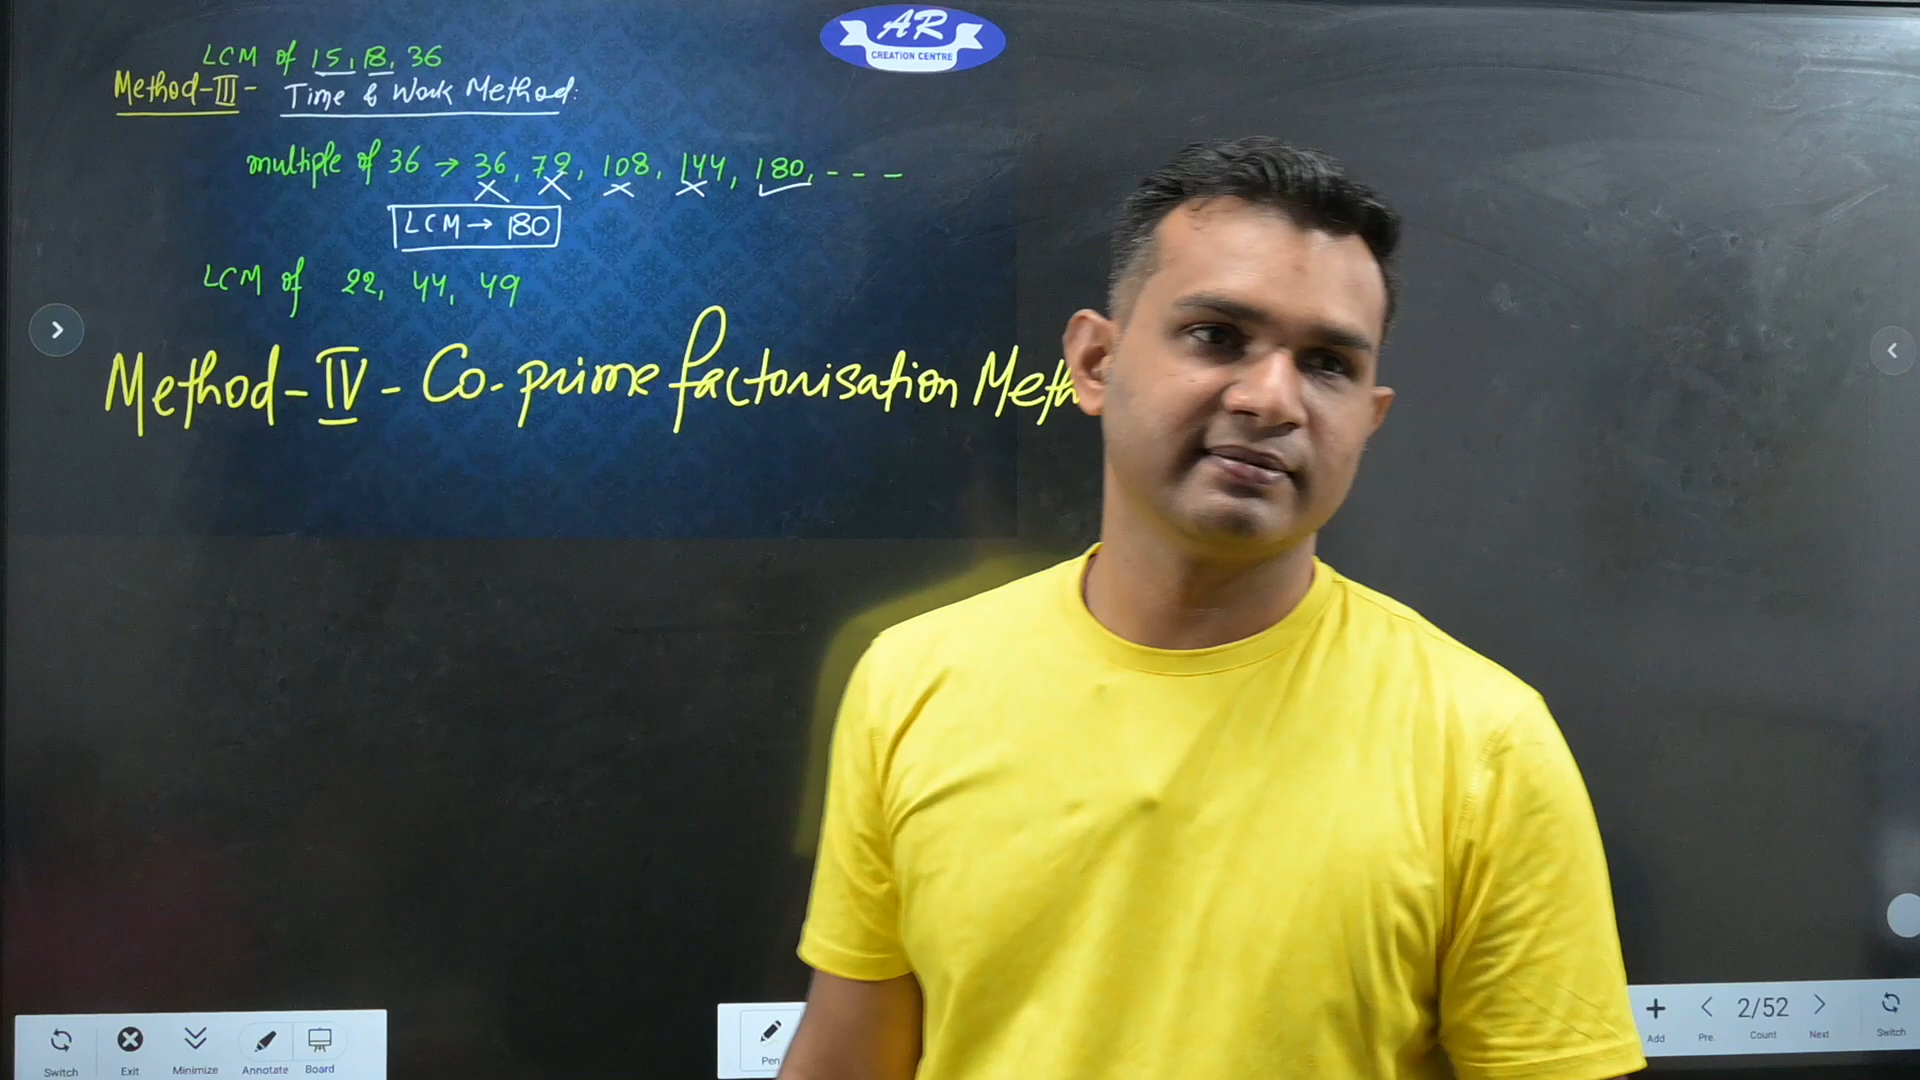 AR
CREATION CENTRE
LCM of 15, 18, 36
Method-III- Time & Work Method:
multiple of 36 → 36, 72, 108, 144, 180, - - -
LCM → 180
LCM of 22, 44, 49
Method-IV- Co-prime factorisation Meth
Switch Exit Minimize Annotate Board
Pen
Add Pre. 2/52 Count Next Switch